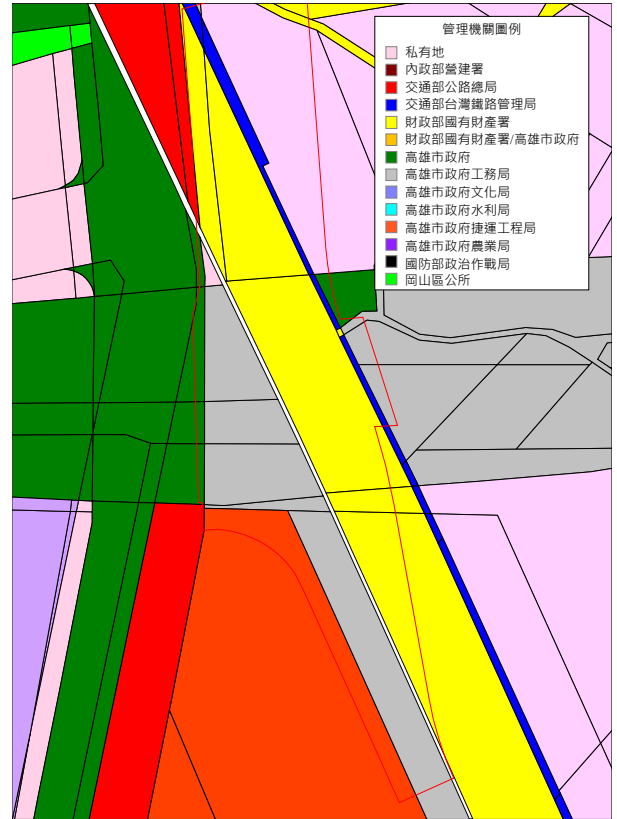 管理機關圖例
私有地
內政部營建署
交通部公路總局
交通部台灣鐵路管理局
財政部國有財產署
財政部國有財產署/高雄市政府
高雄市政府
高雄市政府工務局
高雄市政府文化局
高雄市政府水利局
高雄市政府捷運工程局
高雄市政府農業局
國防部政治作戰局
岡山區公所